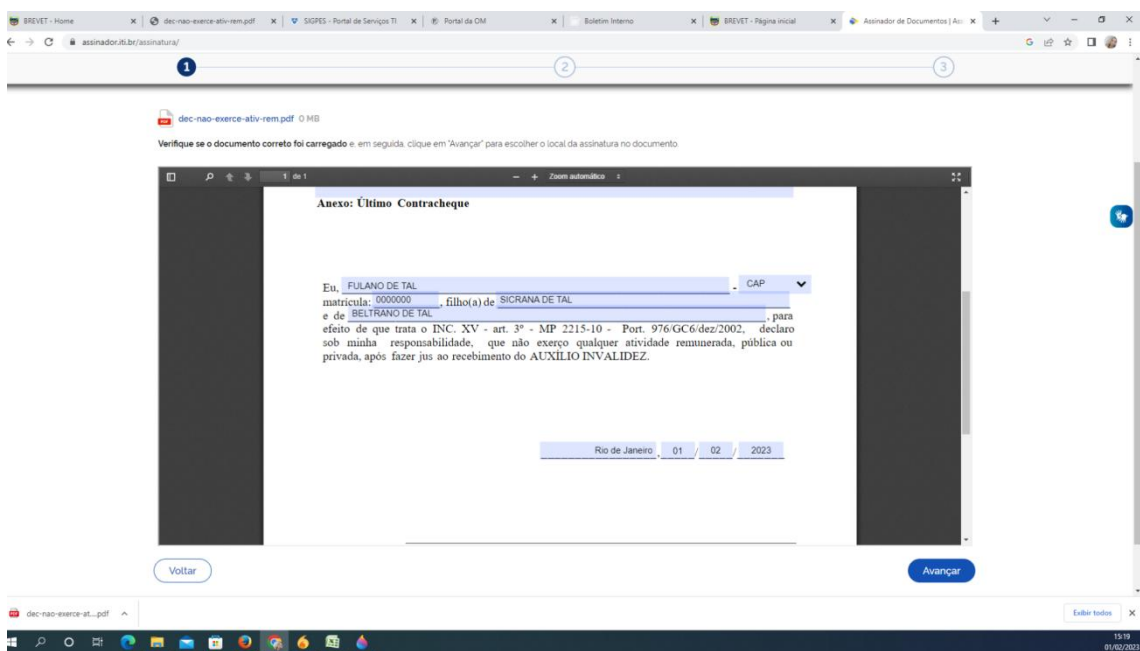 BREVET - Home
dec-nao-exerce-ativ-rem.pdf
SIGPES - Portal de Serviços TI
Portal da OM
Boletim Interno
BREVET - Página inicial
Assinador de Documentos | Ass
assinador.iti.br/assinatura/
1
2
3
dec-nao-exerce-ativ-rem.pdf 0 MB
Verifique se o documento correto foi carregado e, em seguida, clique em "Avançar" para escolher o local da assinatura no documento
1 de 1
Zoom automático
Anexo: Último Contracheque
Eu, FULANO DE TAL - CAP
matrícula: 0000000 , filho(a) de SICRANA DE TAL
e de BELTRANO DE TAL , para
efeito de que trata o INC. XV - art. 3º - MP 2215-10 - Port. 976/GC6/dez/2002, declaro
sob minha responsabilidade, que não exerço qualquer atividade remunerada, pública ou
privada, após fazer jus ao recebimento do AUXÍLIO INVALIDEZ.
Rio de Janeiro , 01 / 02 / 2023
Voltar
Avançar
dec-nao-exerce-at....pdf
Exibir todos
15:19
01/02/2023